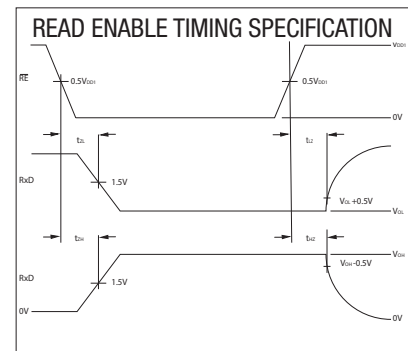 READ ENABLE TIMING SPECIFICATION
VDD1
RE
0.5VDD1
0.5VDD1
0V
tZL
tLZ
RxD
1.5V
VOL+0.5V
VOL
tZH
tHZ
VOH
VOH-0.5V
RxD
1.5V
0V
0V